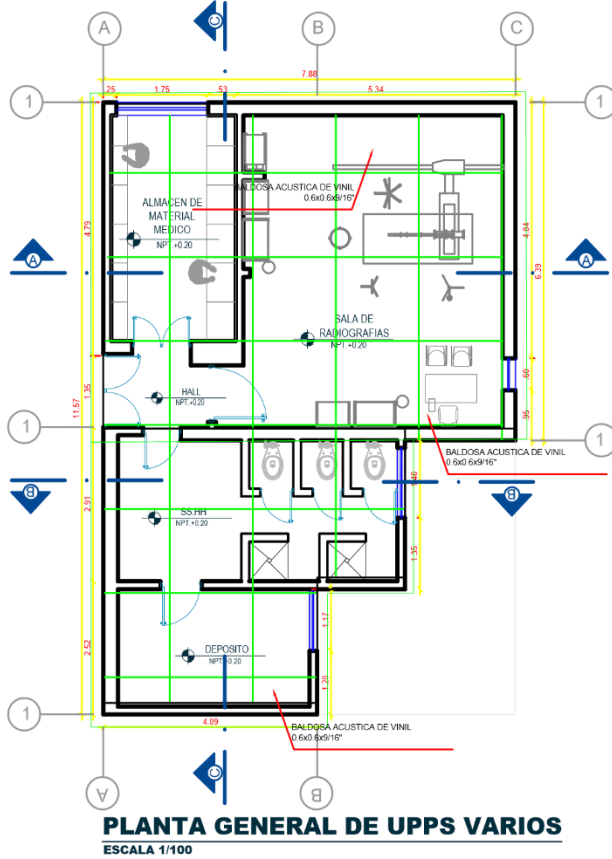 C
A
B
C
7.88
.25
1.75
.53
5.34
1
1
BALDOSA ACUSTICA DE VINIL
0.6x0.6x9/16"
ALMACEN DE
MATERIAL
MEDICO
NPT.+0.20
4.79
4.84
6.39
A
A
SALA DE
RADIOGRAFIAS
NPT.+0.20
HALL
NPT.+0.20
1.35
11.57
.60
.95
1
1
BALDOSA ACUSTICA DE VINIL
0.6x0.6x9/16"
B
B
2.91
1.46
SS.HH
NPT.+0.20
1.35
DEPOSITO
NPT.+0.20
2.52
1.17
1.20
1
4.09
BALDOSA ACUSTICA DE VINIL
0.6x0.6x9/16"
A
C
B
PLANTA GENERAL DE UPPS VARIOS
ESCALA 1/100